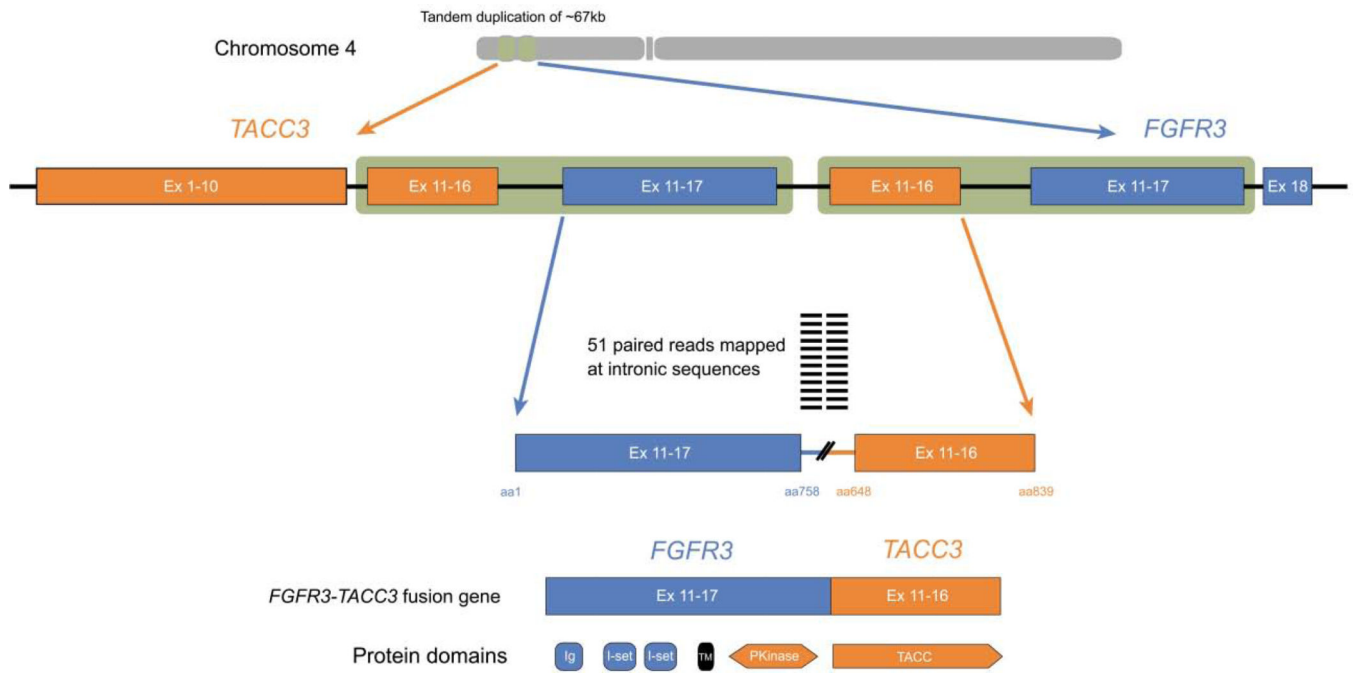 Tandem duplication of ~67kb
Chromosome 4
TACC3
FGFR3
Ex 1-10
Ex 11-16
Ex 11-17
Ex 11-16
Ex 11-17
Ex 18
51 paired reads mapped
at intronic sequences
Ex 11-17
Ex 11-16
aa1
aa758
aa648
aa839
FGFR3
TACC3
FGFR3-TACC3 fusion gene
Ex 11-17
Ex 11-16
Protein domains
Ig
I-set
I-set
TM
PKinase
TACC